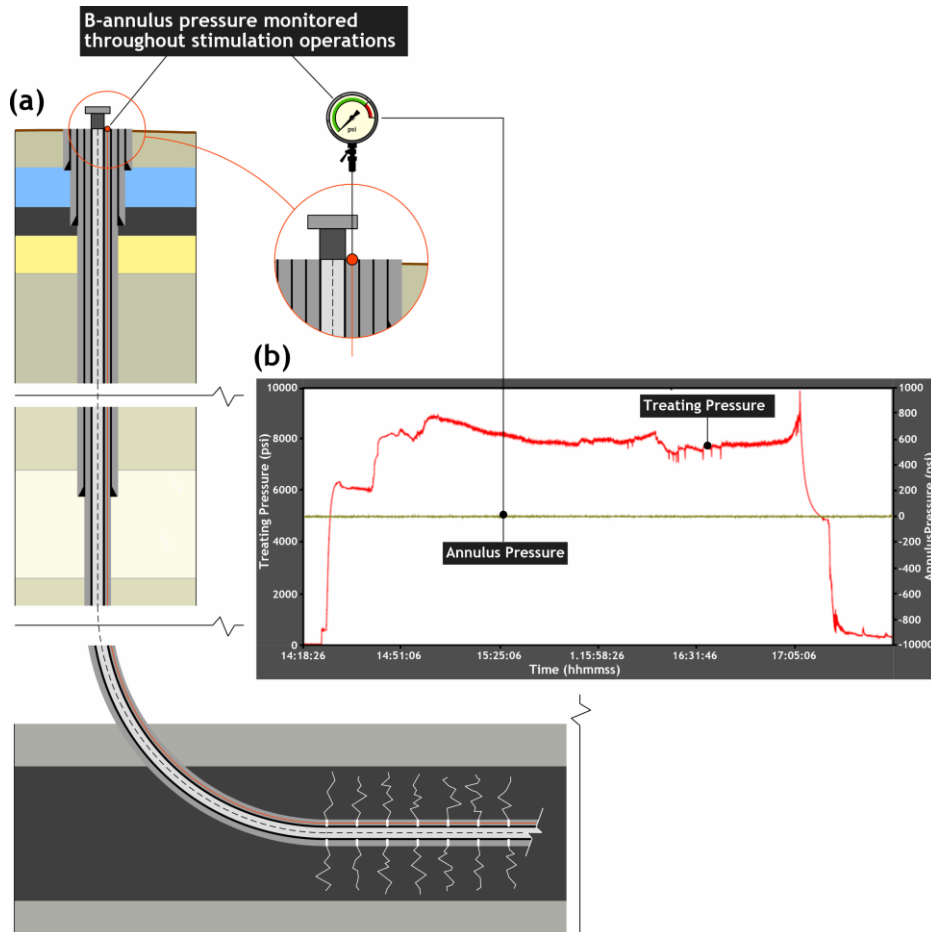 B-annulus pressure monitored
throughout stimulation operations
(a)
psi
(b)
10000
8000
6000
4000
2000
0
Treating Pressure (psi)
Treating Pressure
Annulus Pressure
1000
800
600
400
200
0
-200
-400
-600
-800
-10000
AnnulusPressure (psi)
14:18:26
14:51:06
15:25:06
1.15:58:26
16:31:46
17:05:06
Time (hhmmss)